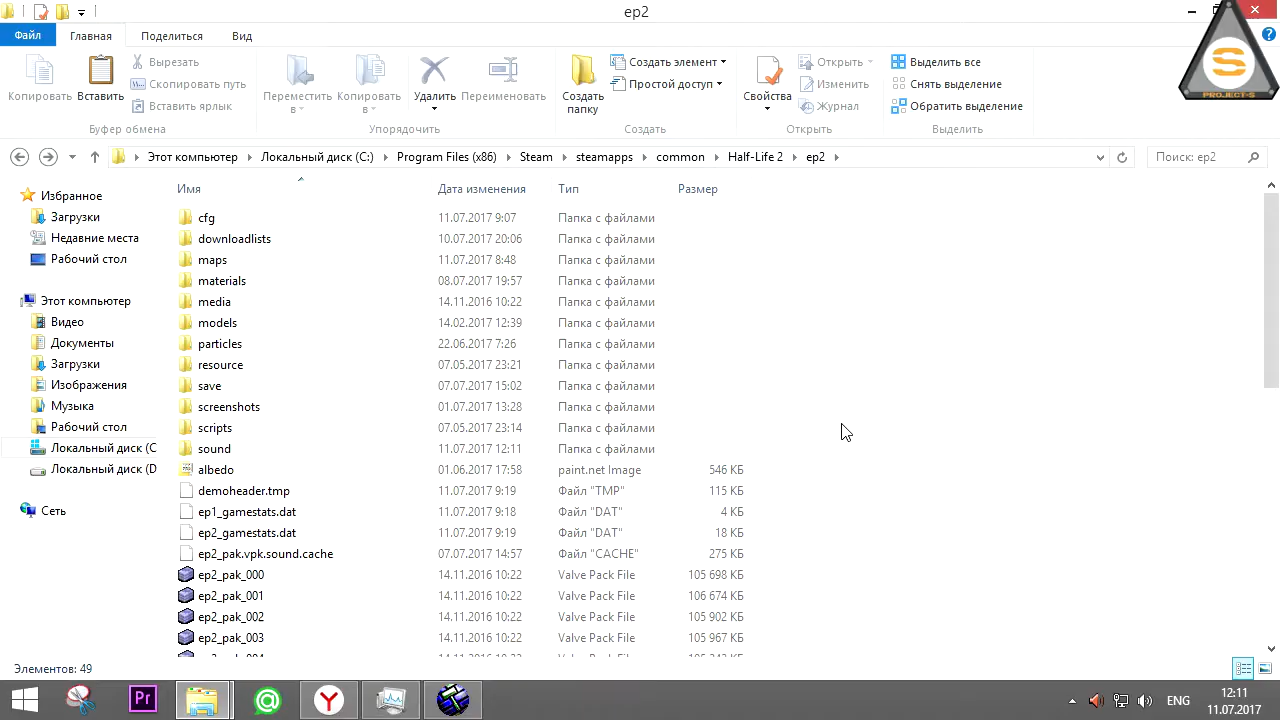 ep2
Файл Главная Поделиться Вид
Копировать Вставить Вырезать Скопировать путь Вставить ярлык
Буфер обмена
Переместить в Копировать в Удалить Переименовать
Упорядочить
Создать папку Создать элемент Простой доступ
Создать
Свойства Открыть Изменить Журнал
Открыть
Выделить все
Снять выделение
Обратить выделение
Выделить
S
PROJECT-S
Этот компьютер Локальный диск (C:) Program Files (x86) Steam steamapps common Half-Life 2 ep2 Поиск: ep2
Избранное
Загрузки
Недавние места
Рабочий стол
Этот компьютер
Видео
Документы
Загрузки
Изображения
Музыка
Рабочий стол
Локальный диск (C
Локальный диск (D
Сеть
Имя Дата изменения Тип Размер
cfg 11.07.2017 9:07 Папка с файлами
downloadlists 10.07.2017 20:06 Папка с файлами
maps 11.07.2017 8:48 Папка с файлами
materials 08.07.2017 19:57 Папка с файлами
media 14.11.2016 10:22 Папка с файлами
models 14.02.2017 12:39 Папка с файлами
particles 22.06.2017 7:26 Папка с файлами
resource 07.05.2017 23:21 Папка с файлами
save 07.07.2017 15:02 Папка с файлами
screenshots 01.07.2017 13:28 Папка с файлами
scripts 07.05.2017 23:14 Папка с файлами
sound 11.07.2017 12:11 Папка с файлами
albedo 01.06.2017 17:58 paint.net Image 546 КБ
demoheader.tmp 11.07.2017 9:19 Файл "TMP" 115 КБ
ep1_gamestats.dat 11.07.2017 9:18 Файл "DAT" 4 КБ
ep2_gamestats.dat 11.07.2017 9:19 Файл "DAT" 18 КБ
ep2_pak.vpk.sound.cache 07.07.2017 14:57 Файл "CACHE" 275 КБ
ep2_pak_000 14.11.2016 10:22 Valve Pack File 105 698 КБ
ep2_pak_001 14.11.2016 10:22 Valve Pack File 106 674 КБ
ep2_pak_002 14.11.2016 10:22 Valve Pack File 105 902 КБ
ep2_pak_003 14.11.2016 10:22 Valve Pack File 105 967 КБ
Элементов: 49
Pr
ENG
12:11
11.07.2017